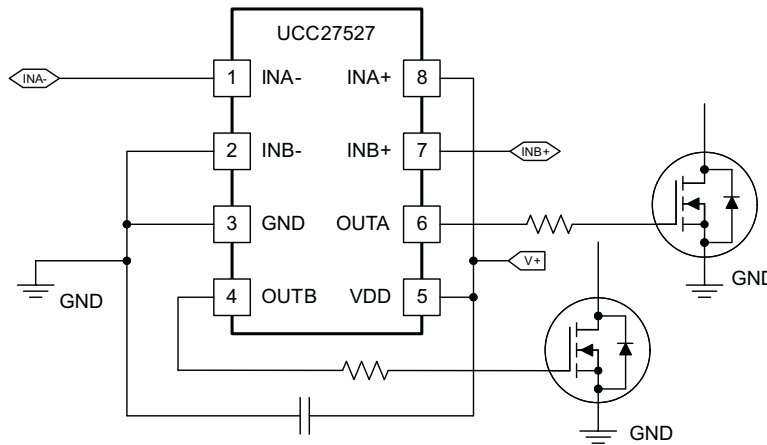 UCC27527
INA-
1
INA-
INA+
8
2
INB-
INB+
7
INB+
3
GND
OUTA
6
V+
GND
GND
4
OUTB
VDD
5
GND